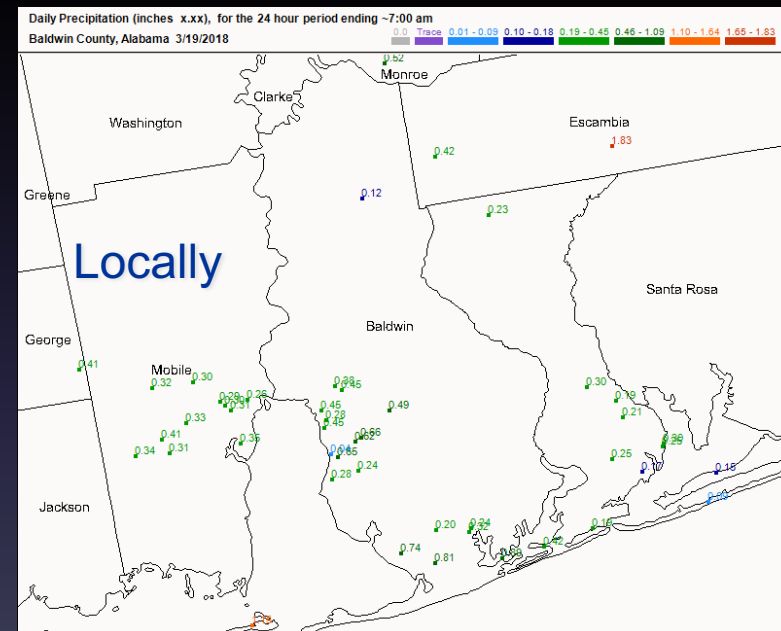 Daily Precipitation (inches x.xx), for the 24 hour period ending ~7:00 am
Baldwin County, Alabama 3/19/2018
0.0 Trace 0.01 - 0.09 0.10 - 0.18 0.19 - 0.45 0.46 - 1.09 1.10 - 1.64 1.65 - 1.83
0.52
Monroe
Clarke
Washington
Escambia
1.83
0.42
Greene
0.12
0.23
Locally
Santa Rosa
Baldwin
George
0.41
Mobile
0.32
0.30
0.26
0.45
0.30
0.19
0.31
0.45
0.49
0.28
0.21
0.33
0.45
0.41
0.66
0.34
0.31
0.24
0.25
0.28
0.15
Jackson
0.20
0.24
0.19
0.74
0.42
0.81